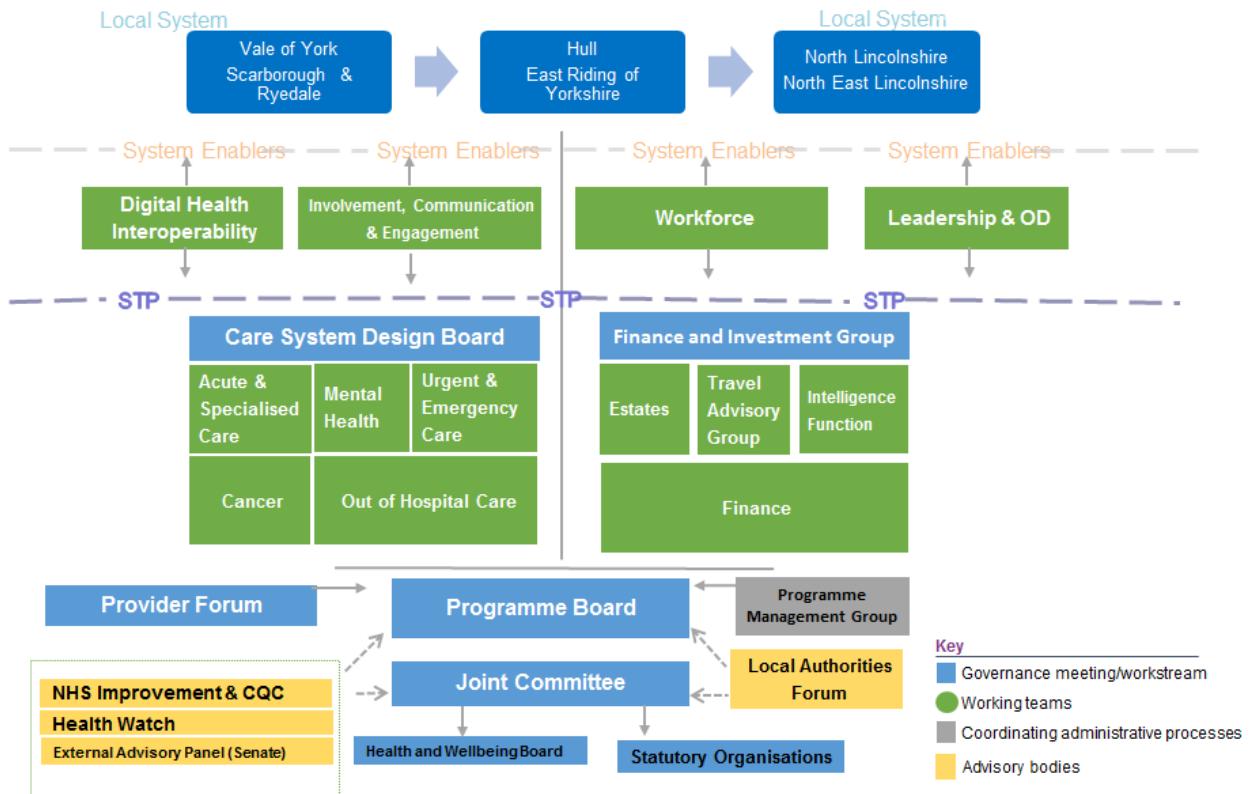 Local System
Local System
Vale of York
Scarborough &
Ryedale
Hull
East Riding of
Yorkshire
North Lincolnshire
North East Lincolnshire
System Enablers
System Enablers
System Enablers
System Enablers
Digital Health
Interoperability
Involvement, Communication
& Engagement
Workforce
Leadership & OD
STP
STP
STP
Care System Design Board
Acute &
Specialised
Care
Mental
Health
Urgent &
Emergency
Care
Cancer
Out of Hospital Care
Finance and Investment Group
Estates
Travel
Advisory
Group
Intelligence
Function
Finance
Provider Forum
Programme Board
Programme
Management Group
Joint Committee
Local Authorities
Forum
NHS Improvement & CQC
Health Watch
External Advisory Panel (Senate)
Health and Wellbeing Board
Statutory Organisations
Key
Governance meeting/workstream
Working teams
Coordinating administrative processes
Advisory bodies